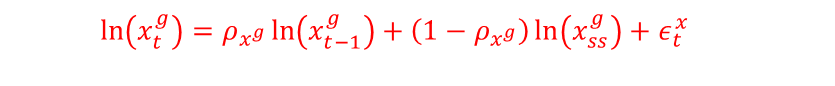 ln(x_t^g) = ρ_{x^g} ln(x_{t−1}^g) + (1 − ρ_{x^g}) ln(x_{ss}^g) + ϵ_t^x